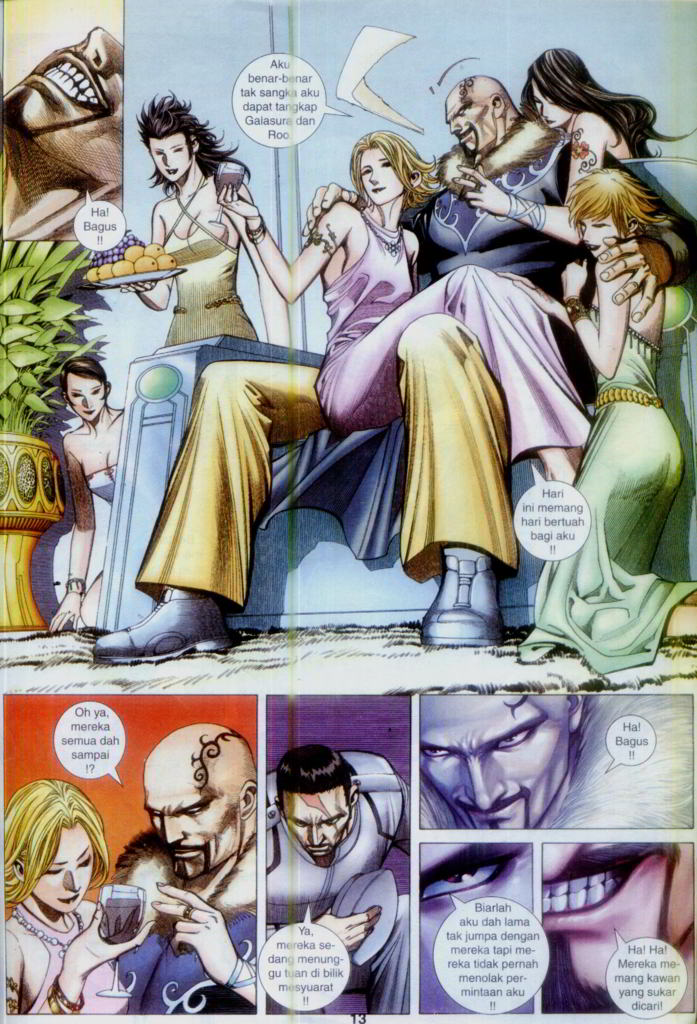 Ha!
Bagus
!!
Aku
benar-benar
tak sangka aku
dapat tangkap
Galasura dan
Roo.
Hari
ini memang
hari bertuah
bagi aku
!!
Oh ya,
mereka
semua dah
sampai
!?
Ya,
mereka se-
dang menung-
gu tuan di bilik
mesyuarat
!!
Ha!
Bagus
!!
Biarlah
aku dah lama
tak jumpa dengan
mereka tapi me-
reka tidak pernah
menolak per-
mintaan aku
!!
Ha! Ha!
Mereka me-
mang kawan
yang sukar
dicari!
13